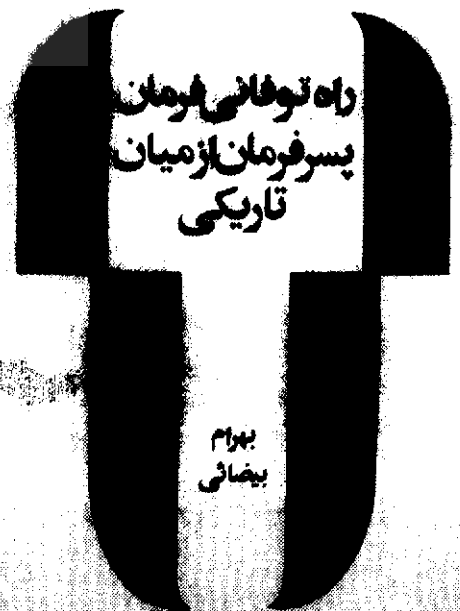 راه توفانی فرمان
پسر فرمان از میان
تاریکی
بهرام
بیضائی